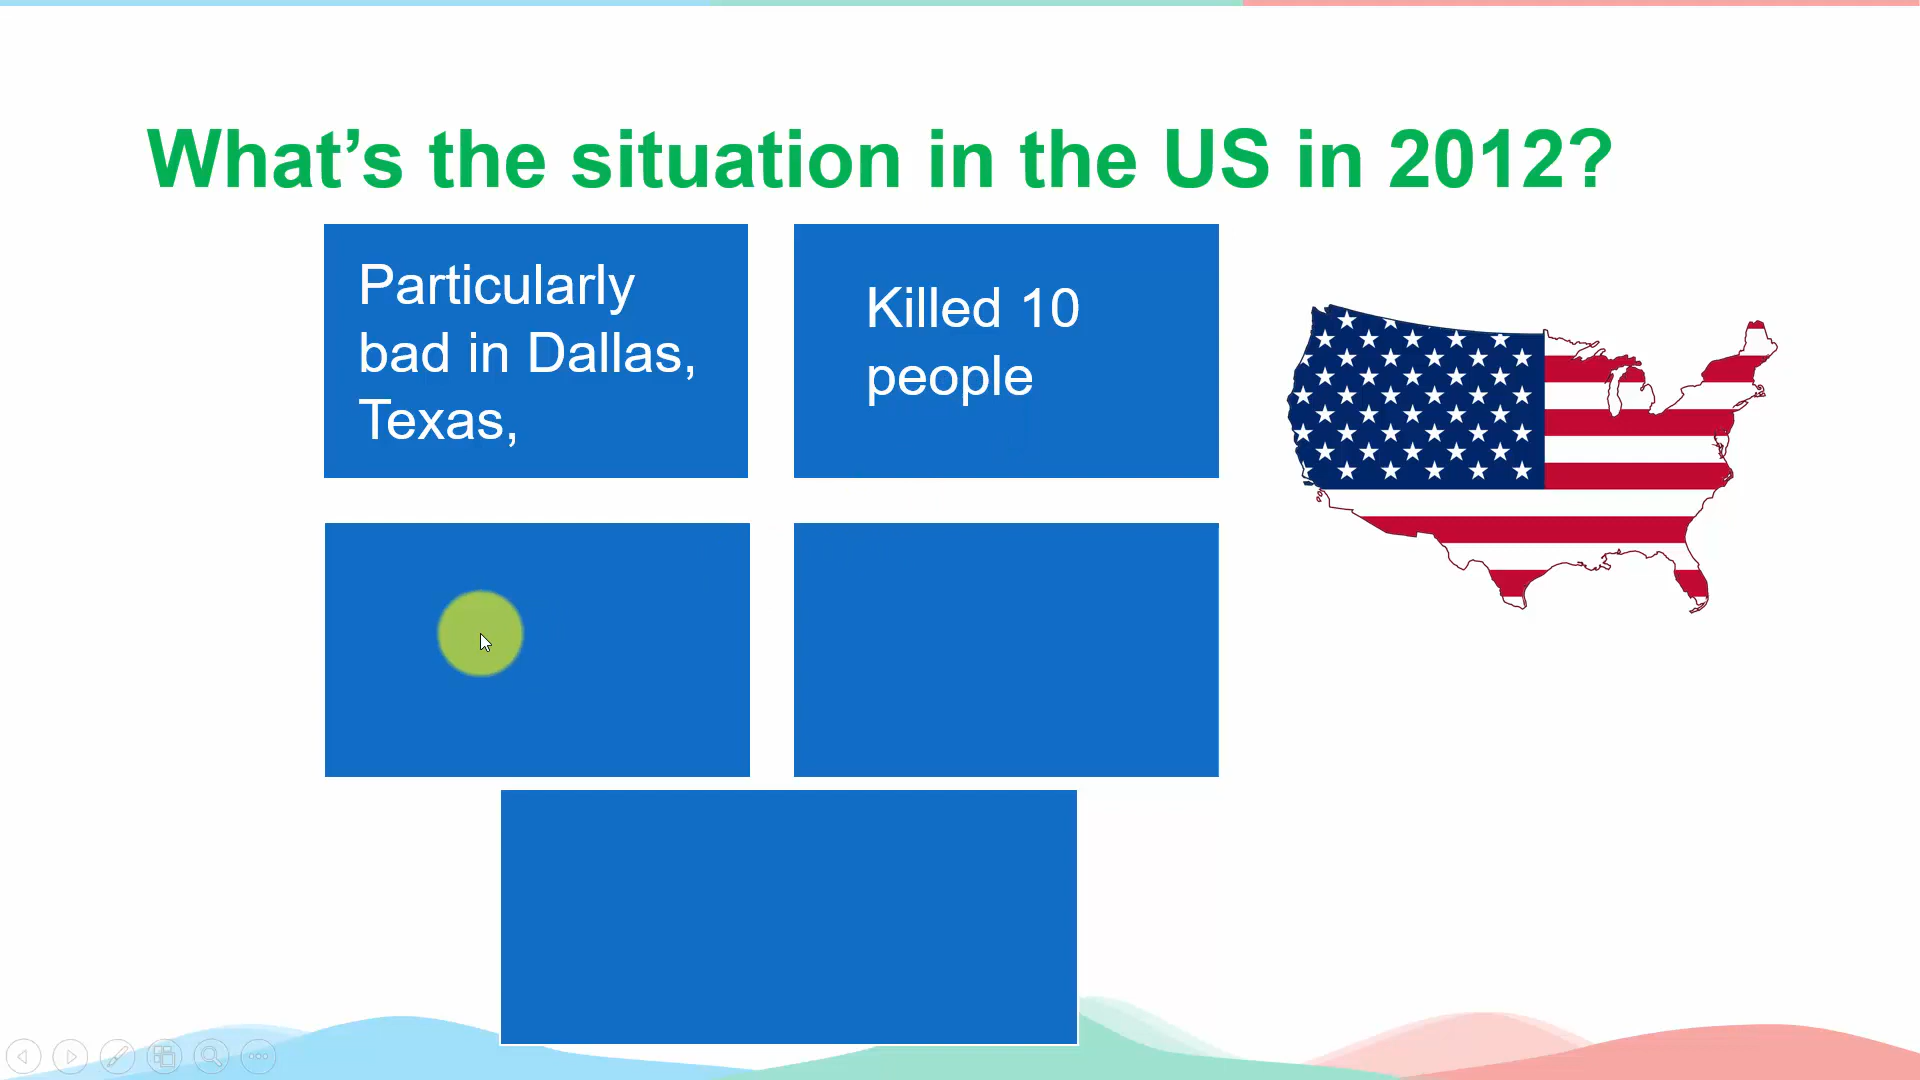 What’s the situation in the US in 2012?
Particularly
bad in Dallas,
Texas,
Killed 10
people